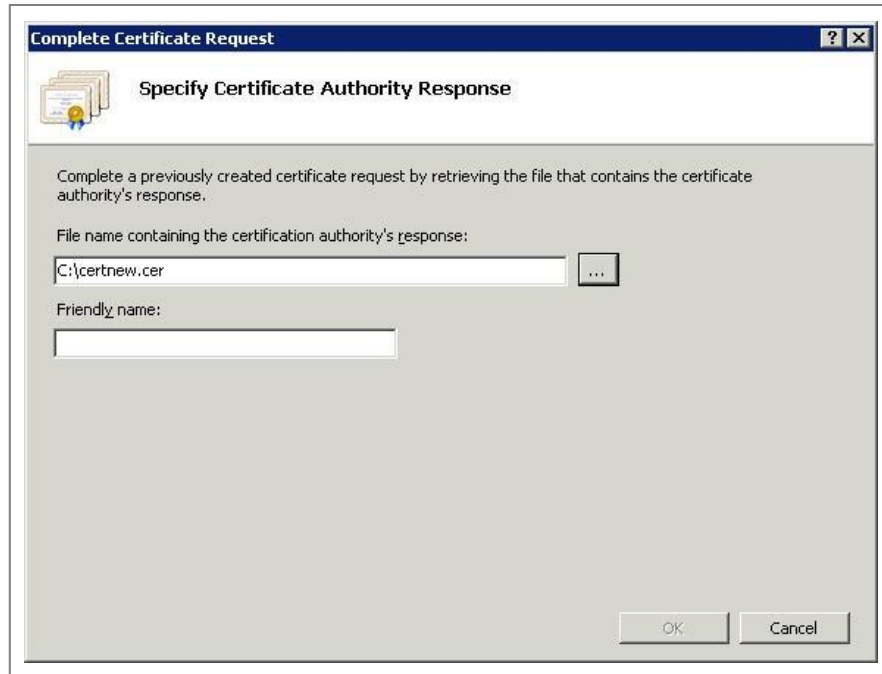 Complete Certificate Request
Specify Certificate Authority Response
Complete a previously created certificate request by retrieving the file that contains the certificate
authority's response.
File name containing the certification authority's response:
C:\certnew.cer
...
Friendly name:
OK
Cancel